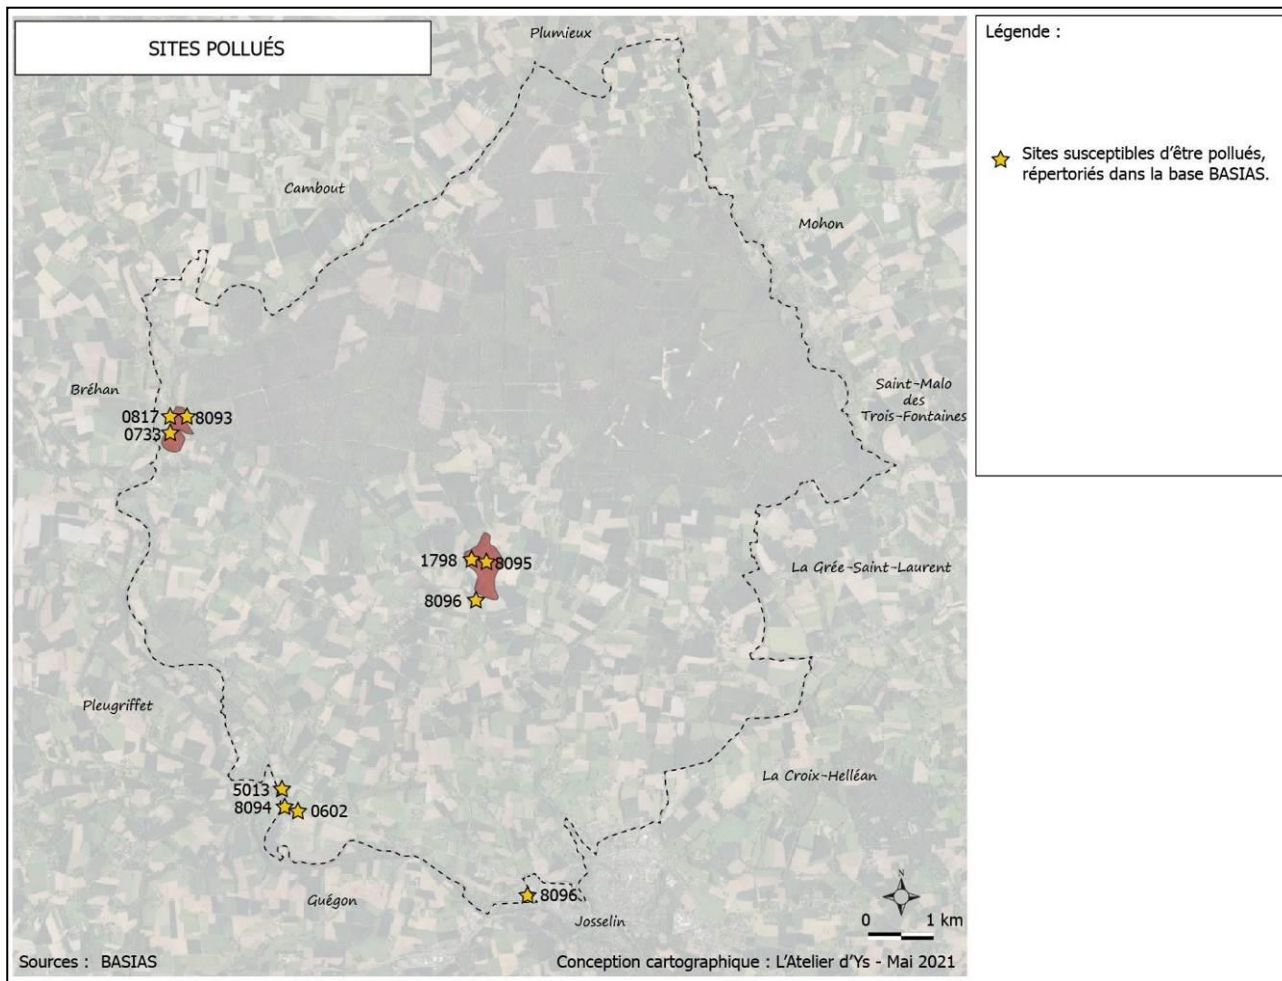 SITES POLLUÉS
Légende :
Sites susceptibles d'être pollués,
répertoriés dans la base BASIAS.
Plumieux
Cambout
Mohon
Bréhan
Saint-Malo
des
Trois-Fontaines
0817
8093
0733
1798
8095
8096
La Grée-Saint-Laurent
Pleugriffet
La Croix-Helléan
5013
8094
0602
Guégon
8096
Josselin
0 1 km
Sources : BASIAS
Conception cartographique : L'Atelier d'Ys - Mai 2021